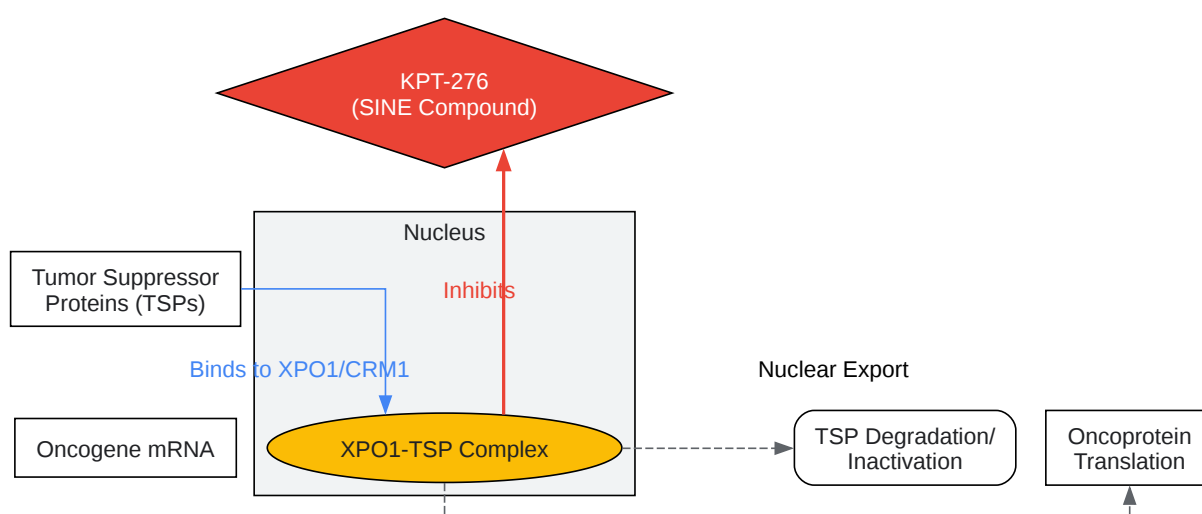 KPT-276
(SINE Compound)
Nucleus
Tumor Suppressor
Proteins (TSPs)
Inhibits
Binds to XPO1/CRM1
Nuclear Export
Oncogene mRNA
XPO1-TSP Complex
TSP Degradation/
Inactivation
Oncoprotein
Translation